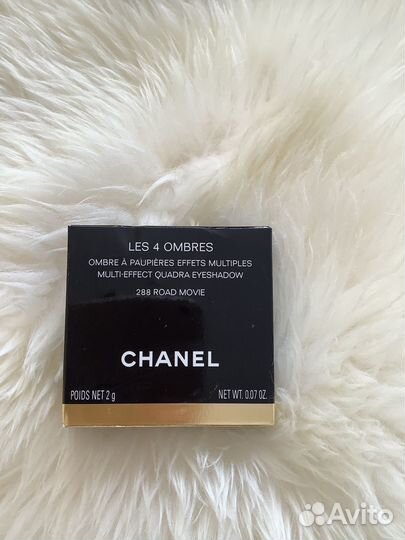 LES 4 OMBRES
OMBRE À PAUPIÈRES EFFETS MULTIPLES
MULTI-EFFECT QUADRA EYESHADOW
288 ROAD MOVIE
CHANEL
POIDS NET 2 g NET WT. 0.07 OZ.
Avito